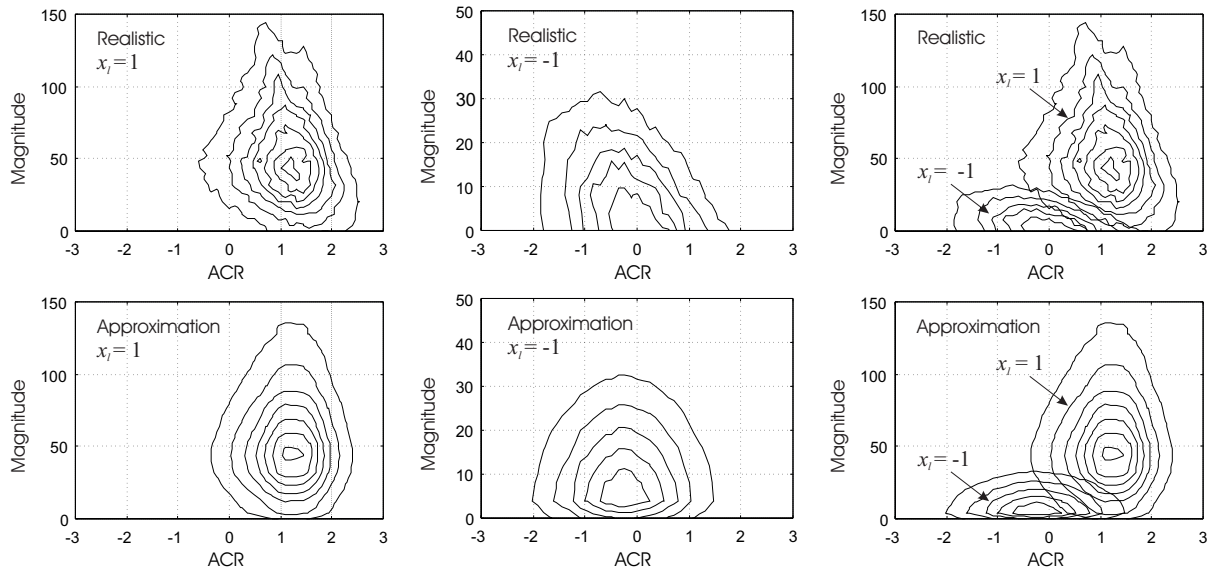 150
100
50
0
Magnitude
Realistic
x_l = 1
-3 -2 -1 0 1 2 3
ACR
50
40
30
20
10
0
Magnitude
Realistic
x_l = -1
-3 -2 -1 0 1 2 3
ACR
150
100
50
0
Magnitude
Realistic
x_l = 1
x_l = -1
-3 -2 -1 0 1 2 3
ACR
150
100
50
0
Magnitude
Approximation
x_l = 1
-3 -2 -1 0 1 2 3
ACR
50
40
30
20
10
0
Magnitude
Approximation
x_l = -1
-3 -2 -1 0 1 2 3
ACR
150
100
50
0
Magnitude
Approximation
x_l = 1
x_l = -1
-3 -2 -1 0 1 2 3
ACR